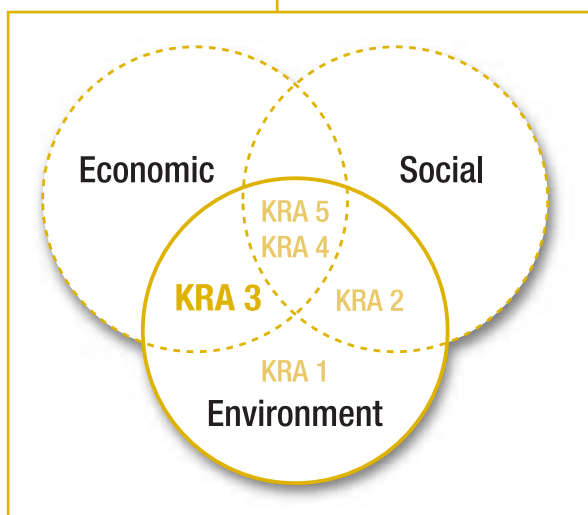 Economic
Social
KRA 5
KRA 4
KRA 3
KRA 2
KRA 1
Environment